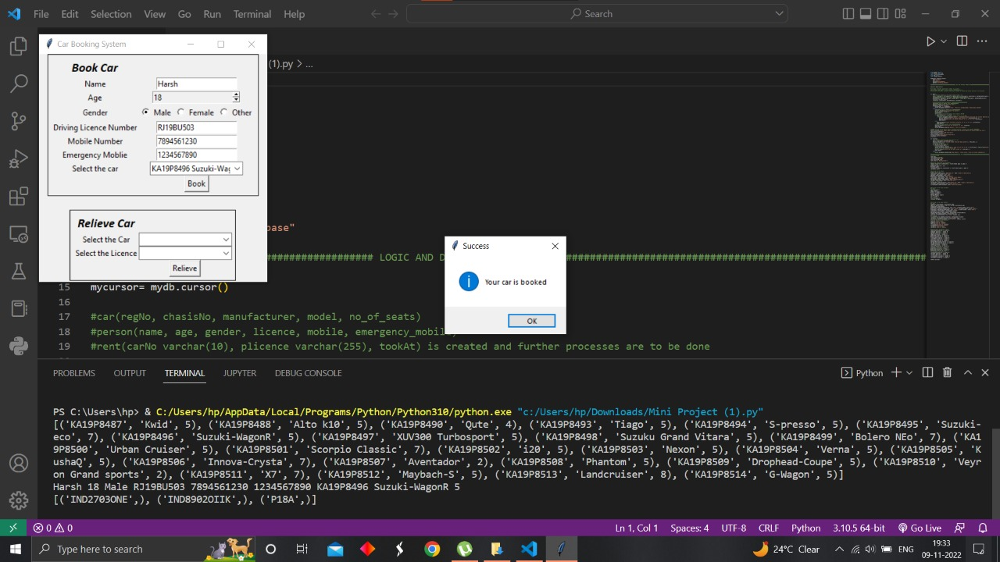 File Edit Selection View Go Run Terminal Help
Search
Car Booking System
(1).py > ...
Book Car
Name Harsh
Age 18
Gender Male Female Other
Driving Licence Number RJ19BU503
Mobile Number 7894561230
Emergency Moblie 1234567890
Select the car KA19P8496 Suzuki-Wag
Book
Relieve Car
Select the Car
Select the Licence
Relieve
base"
################## LOGIC AND D
Success
Your car is booked
OK
15 mycursor= mydb.cursor()
16
17 #car(regNo, chasisNo, manufacturer, model, no_of_seats)
18 #person(name, age, gender, licence, mobile, emergency_mobile)
19 #rent(carNo varchar(10), plicence varchar(255), tookAt) is created and further processes are to be done
PROBLEMS OUTPUT TERMINAL JUPYTER DEBUG CONSOLE
Python
PS C:\Users\hp> & C:/Users/hp/AppData/Local/Programs/Python/Python310/python.exe "c:/Users/hp/Downloads/Mini Project (1).py"
[('KA19P8487', 'Kwid', 5), ('KA19P8488', 'Alto k10', 5), ('KA19P8490', 'Qute', 4), ('KA19P8493', 'Tiago', 5), ('KA19P8494', 'S-presso', 5), ('KA19P8495', 'Suzuki-
eco', 7), ('KA19P8496', 'Suzuki-WagonR', 5), ('KA19P8497', 'XUV300 Turbosport', 5), ('KA19P8498', 'Suzuku Grand Vitara', 5), ('KA19P8499', 'Bolero NEo', 7), ('KA1
9P8500', 'Urban Cruiser', 5), ('KA19P8501', 'Scorpio Classic', 7), ('KA19P8502', 'i20', 5), ('KA19P8503', 'Nexon', 5), ('KA19P8504', 'Verna', 5), ('KA19P8505', 'K
ushaQ', 5), ('KA19P8506', 'Innova-Crysta', 7), ('KA19P8507', 'Aventador', 2), ('KA19P8508', 'Phantom', 5), ('KA19P8509', 'Drophead-Coupe', 5), ('KA19P8510', 'Veyr
on Grand sports', 2), ('KA19P8511', 'X7', 7), ('KA19P8512', 'Maybach-S', 5), ('KA19P8513', 'Landcruiser', 8), ('KA19P8514', 'G-Wagon', 5)]
Harsh 18 Male RJ19BU503 7894561230 1234567890 KA19P8496 Suzuki-WagonR 5
[('IND2703ONE',), ('IND8902OIIK',), ('P18A',)]
0 0 Ln 1, Col 1 Spaces: 4 UTF-8 CRLF Python 3.10.5 64-bit Go Live
Type here to search
24°C Clear
ENG
19:33
09-11-2022